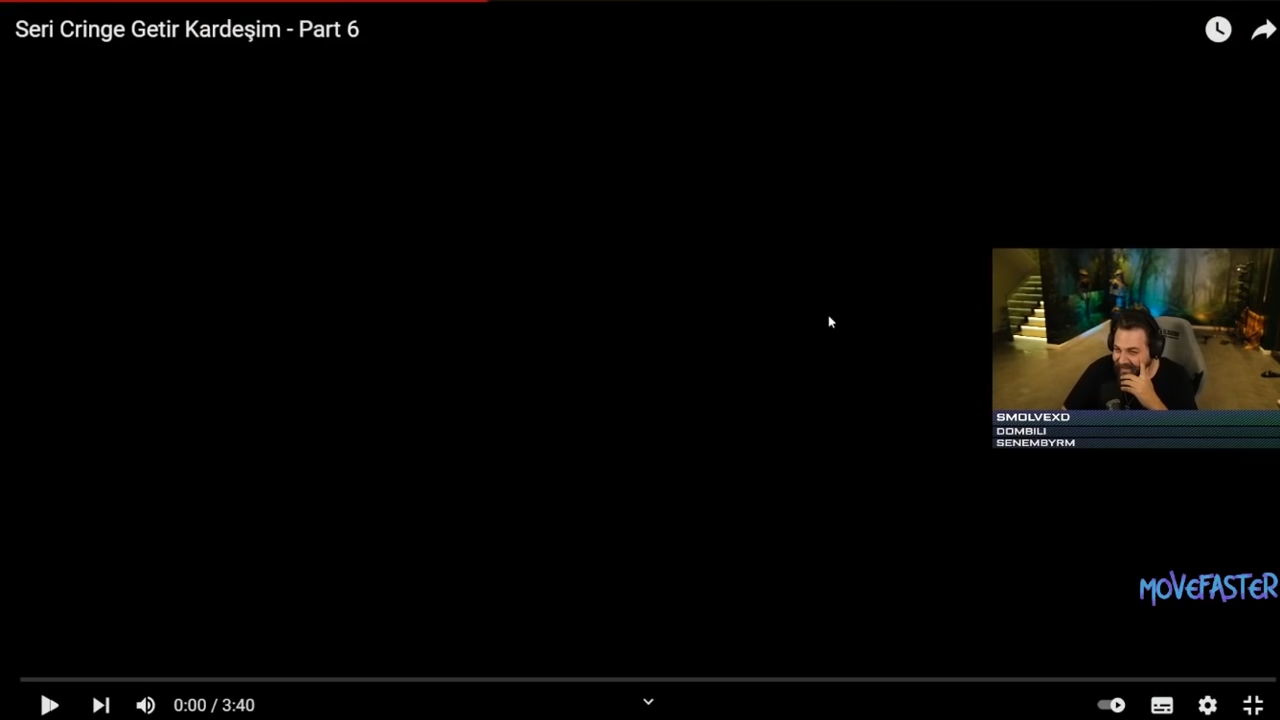 Seri Cringe Getir Kardeşim - Part 6
SMOLVEXD
DOMBILI
SENEMBYRM
MOVEFASTER
0:00 / 3:40